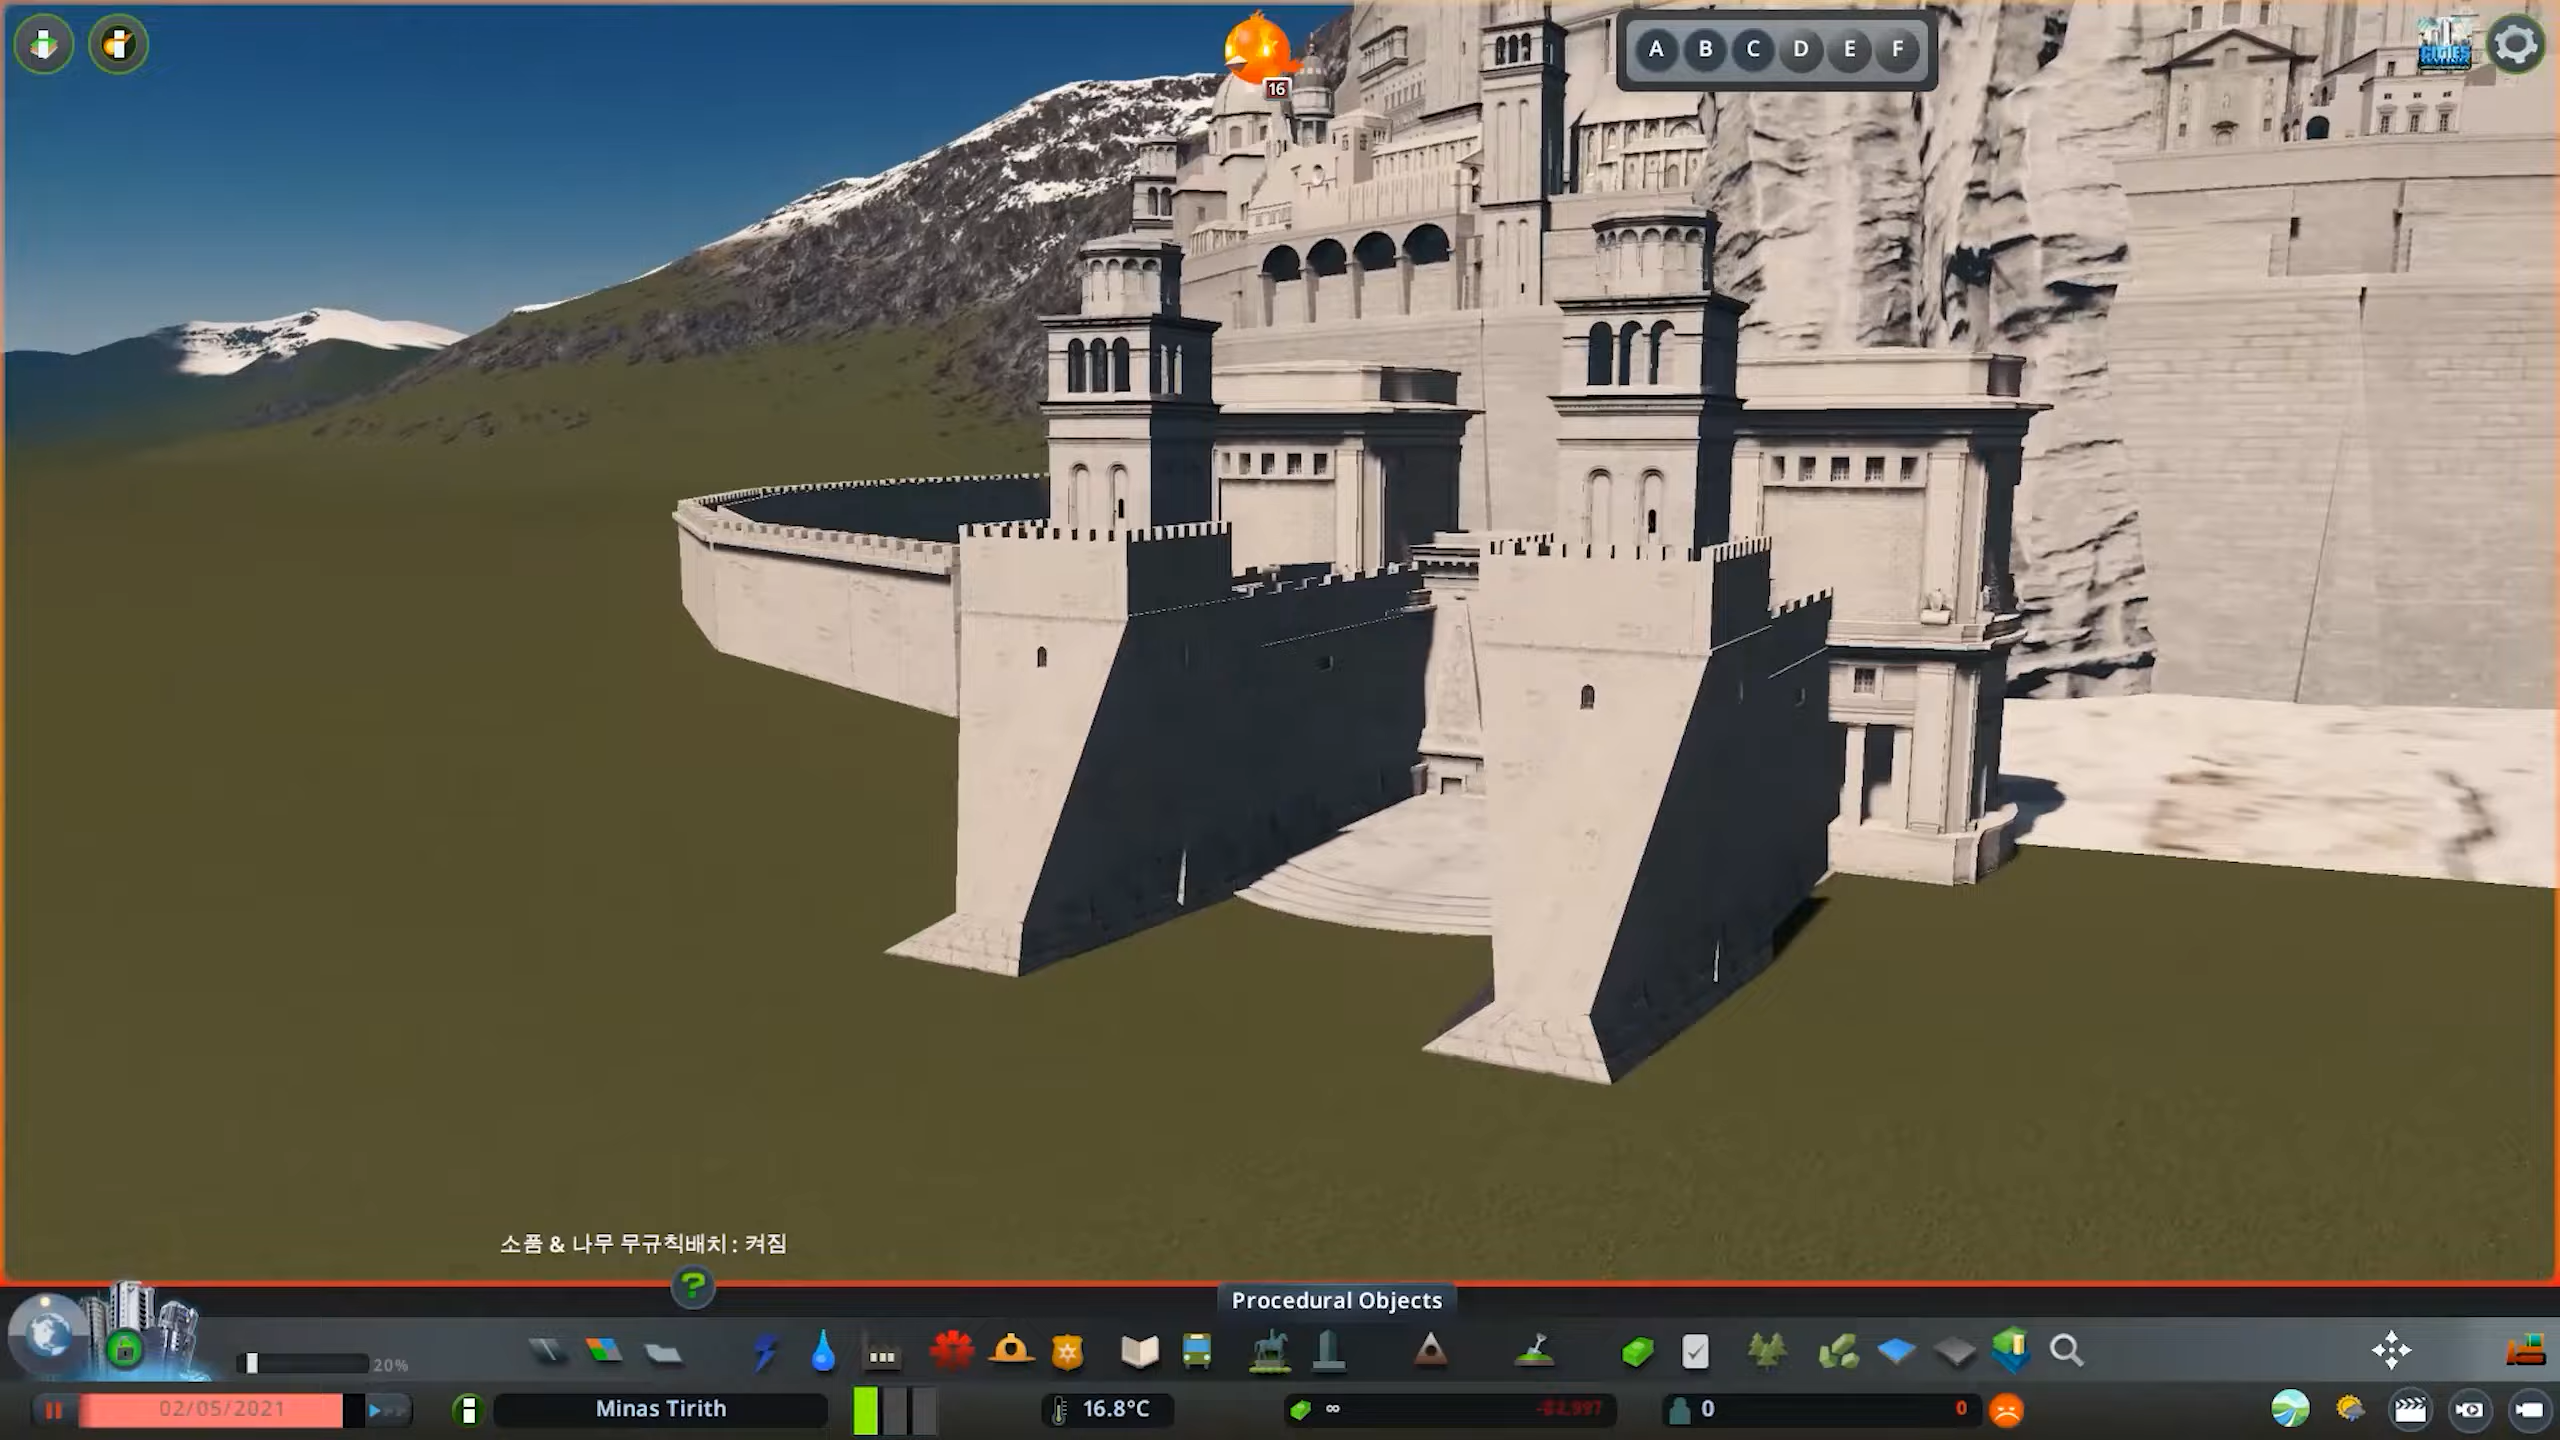 16
A B C D E F
CITIES
소품 & 나무 무규칙배치 : 켜짐
?
Procedural Objects
20%
02/05/2021
Minas Tirith
16.8°C
∞
0
0